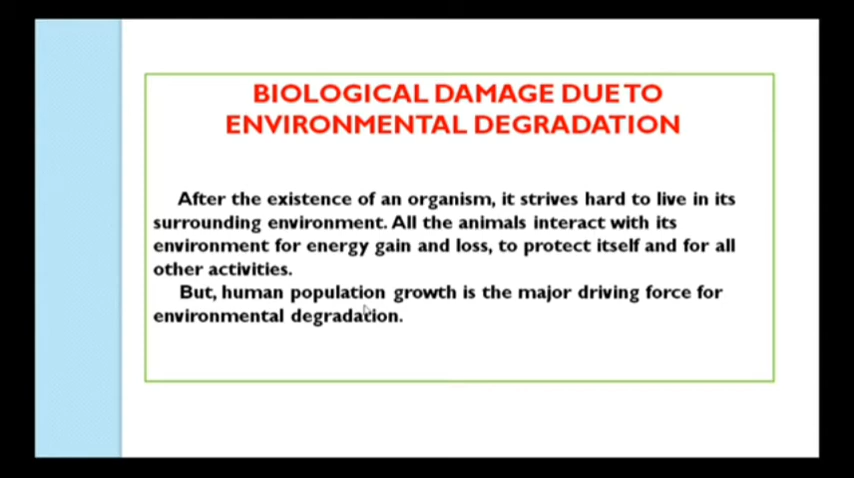 BIOLOGICAL DAMAGE DUE TO
ENVIRONMENTAL DEGRADATION
After the existence of an organism, it strives hard to live in its
surrounding environment. All the animals interact with its
environment for energy gain and loss, to protect itself and for all
other activities.
But, human population growth is the major driving force for
environmental degradation.